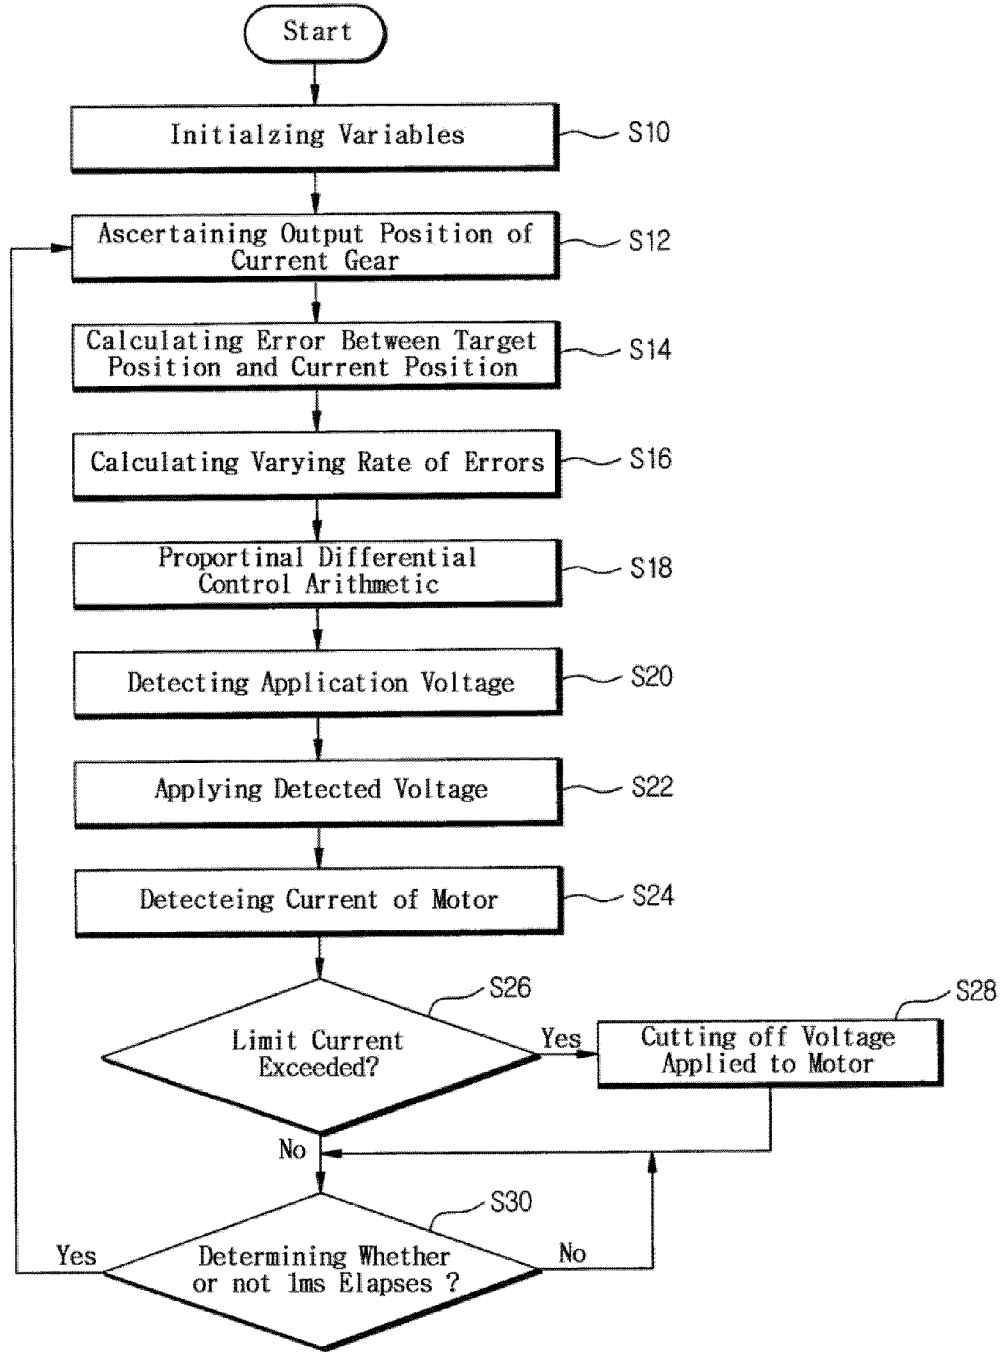 Start
Initialzing Variables
S10
Ascertaining Output Position of
Current Gear
S12
Calculating Error Between Target
Position and Current Position
S14
Calculating Varying Rate of Errors
S16
Proportinal Differential
Control Arithmetic
S18
Detecting Application Voltage
S20
Applying Detected Voltage
S22
Detecteing Current of Motor
S24
S26
Limit Current
Exceeded?
Yes
S28
Cutting off Voltage
Applied to Motor
No
S30
Yes
Determining Whether
or not 1ms Elapses ?
No